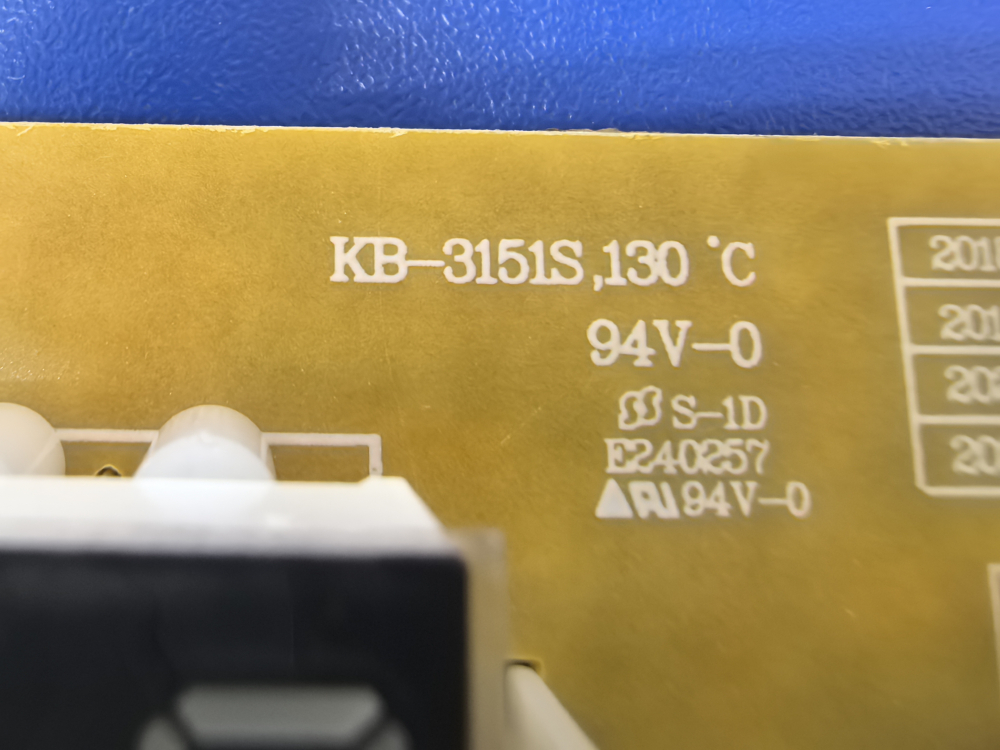 KB-3151S,130 °C
94V-0
S-1D
E240257
94V-0